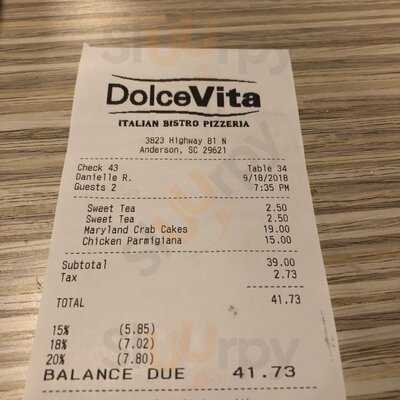 DolceVita
ITALIAN BISTRO PIZZERIA
3823 Highway 81 N
Anderson, SC 29621
Check 43 Table 34
Danielle R. 9/18/2018
Guests 2 7:35 PM
Sweet Tea 2.50
Sweet Tea 2.50
Maryland Crab Cakes 19.00
Chicken Parmigiana 15.00
Subtotal 39.00
Tax 2.73
TOTAL 41.73
15% (5.85)
18% (7.02)
20% (7.80)
BALANCE DUE 41.73